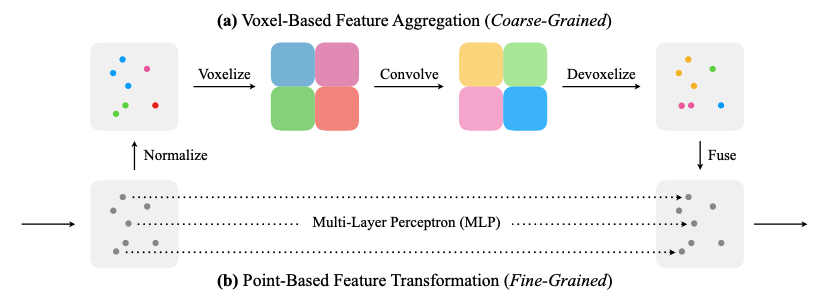 (a) Voxel-Based Feature Aggregation (Coarse-Grained)
Voxelize
Convolve
Devoxelize
Normalize
Fuse
Multi-Layer Perceptron (MLP)
(b) Point-Based Feature Transformation (Fine-Grained)